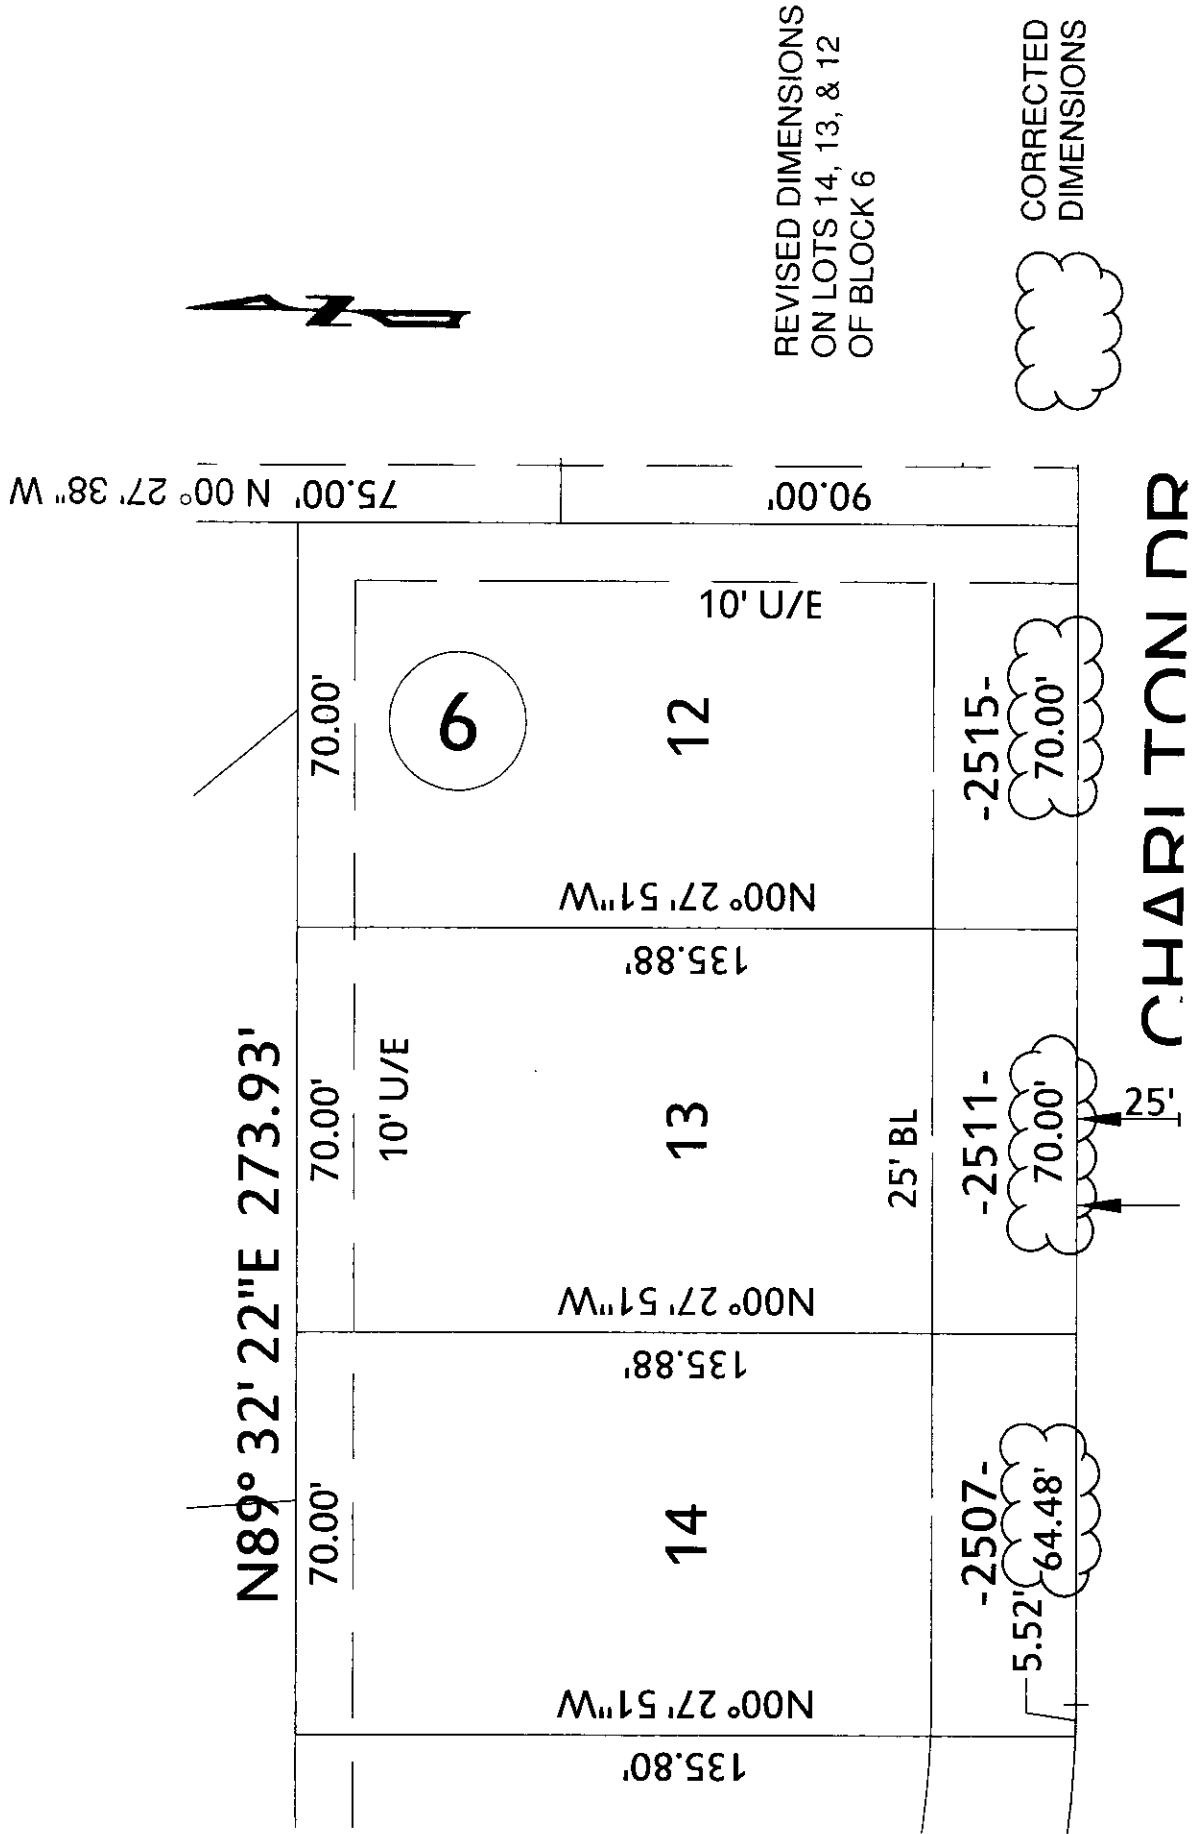 N89° 32' 22"E 273.93'
70.00'
70.00'
70.00'
10' U/E
6
N 00° 27' 38" W
75.00'
90.00'
10' U/E
135.80'
N00° 27' 51"W
14
135.88'
N00° 27' 51"W
13
135.88'
N00° 27' 51"W
12
25' BL
-2507-
-2511-
-2515-
5.52'
64.48'
70.00'
70.00'
25'
CHARLTON DR
N
REVISED DIMENSIONS
ON LOTS 14, 13, & 12
OF BLOCK 6
CORRECTED
DIMENSIONS